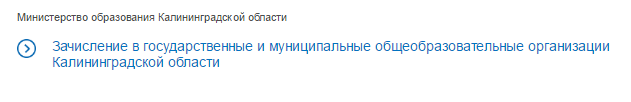 Министерство образования Калининградской области
Зачисление в государственные и муниципальные общеобразовательные организации
Калининградской области